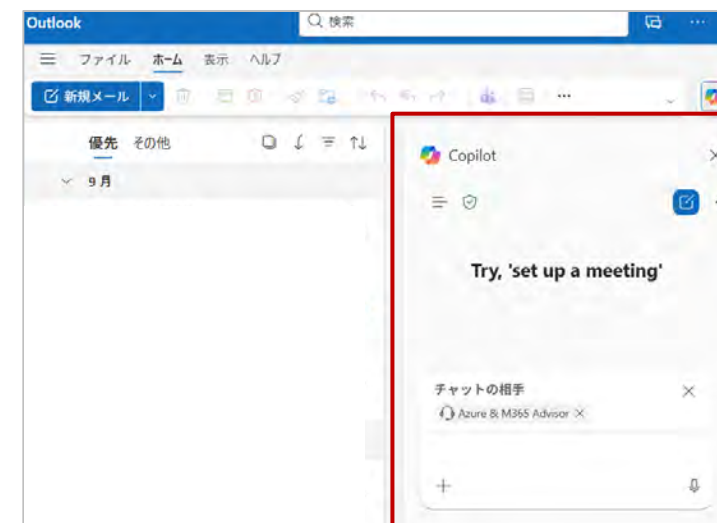 Outlook
検索
ファイル ホーム 表示 ヘルプ
新規メール
優先 その他
9月
Copilot
Try, 'set up a meeting'
チャットの相手
Azure & M365 Advisor